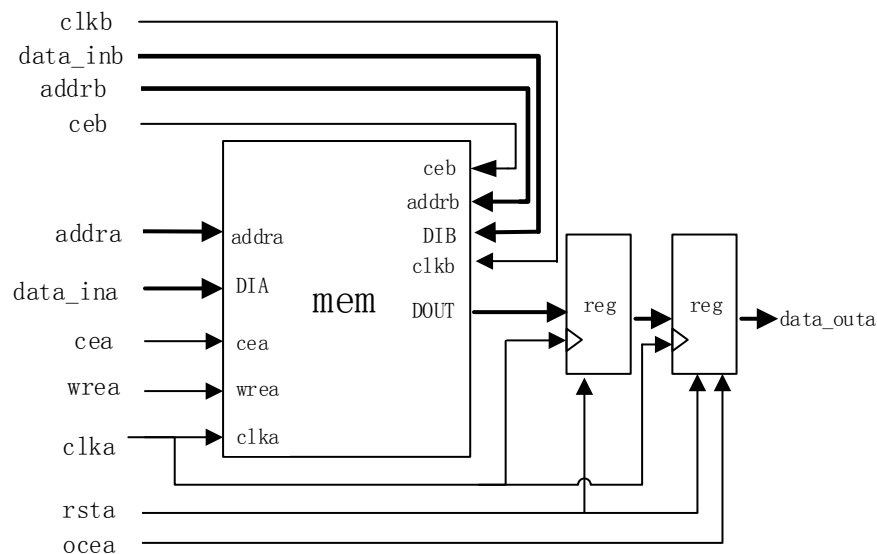 clkb
data_inb
addrb
ceb
addra
data_ina
cea
wrea
clka
rsta
ocea
ceb
addrb
DIB
clkb
DOUT
addra
DIA
mem
cea
wrea
clka
reg
reg
data_outa